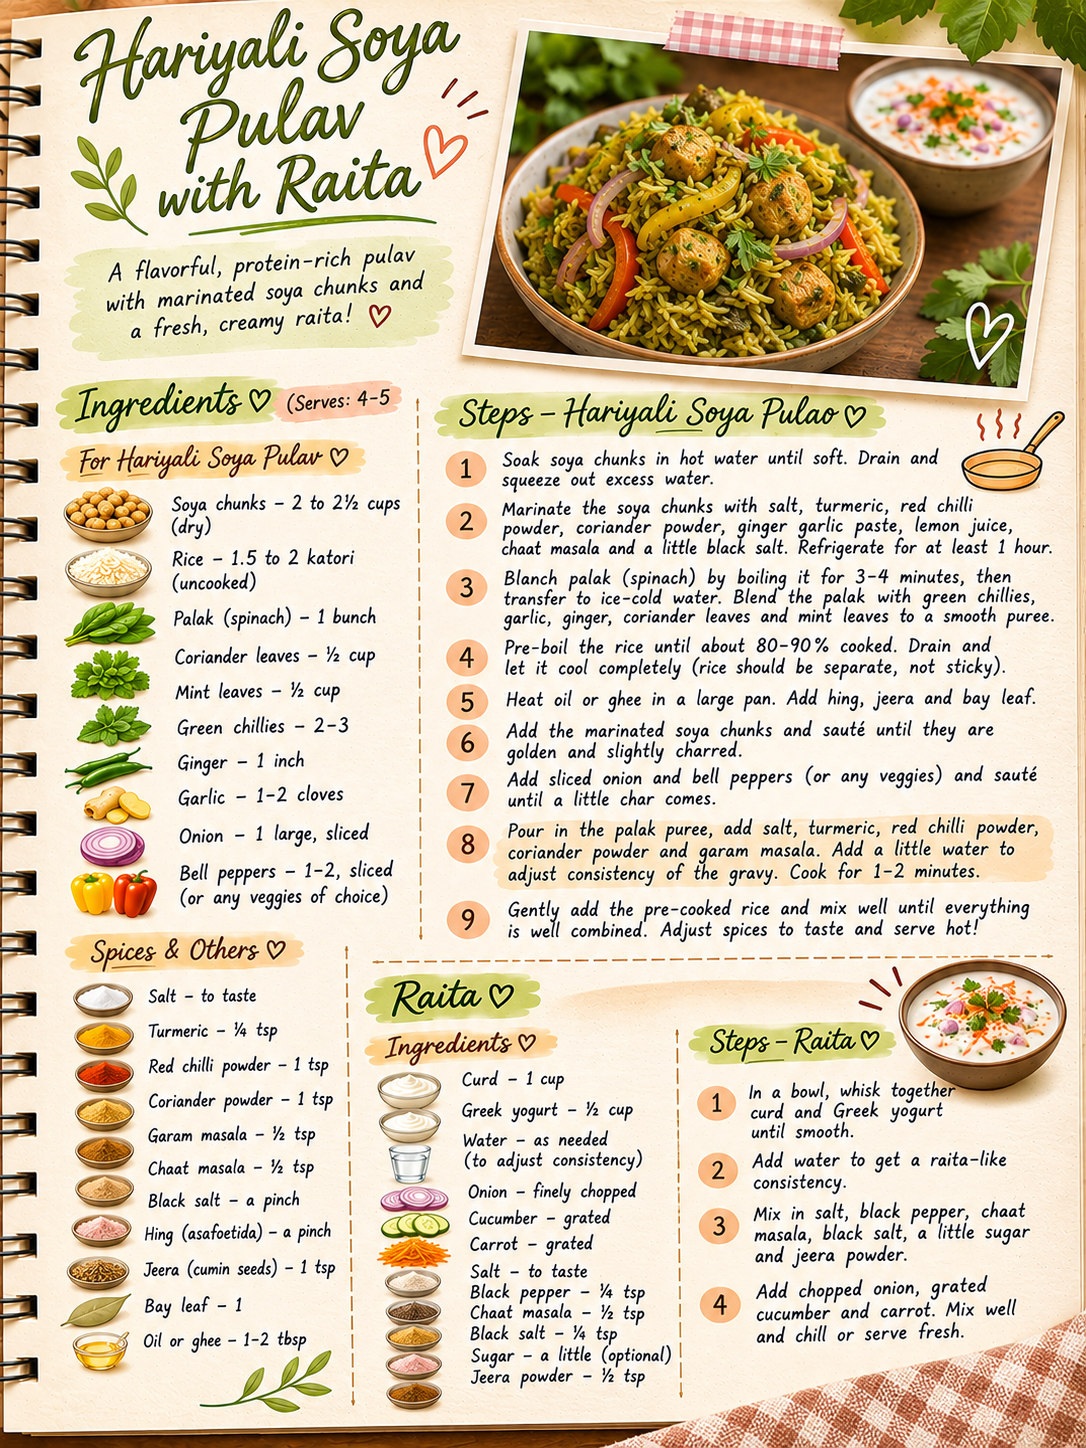 Hariyali Soya
Pulav
with Raita
A flavorful, protein-rich pulav
with marinated soya chunks and
a fresh, creamy raita!
Ingredients
(Serves: 4-5
For Hariyali Soya Pulav
Soya chunks – 2 to 2½ cups
(dry)
Rice – 1.5 to 2 katori
(uncooked)
Palak (spinach) – 1 bunch
Coriander leaves – ½ cup
Mint leaves – ½ cup
Green chillies – 2-3
Ginger – 1 inch
Garlic – 1-2 cloves
Onion – 1 large, sliced
Bell peppers – 1-2, sliced
(or any veggies of choice)
Spices & Others
Salt – to taste
Turmeric – ¼ tsp
Red chilli powder – 1 tsp
Coriander powder – 1 tsp
Garam masala – ½ tsp
Chaat masala – ½ tsp
Black salt – a pinch
Hing (asafoetida) – a pinch
Jeera (cumin seeds) – 1 tsp
Bay leaf – 1
Oil or ghee – 1-2 tbsp
Steps – Hariyali Soya Pulao
1 Soak soya chunks in hot water until soft. Drain and
squeeze out excess water.
2 Marinate the soya chunks with salt, turmeric, red chilli
powder, coriander powder, ginger garlic paste, lemon juice,
chaat masala and a little black salt. Refrigerate for at least 1 hour.
3 Blanch palak (spinach) by boiling it for 3-4 minutes, then
transfer to ice-cold water. Blend the palak with green chillies,
garlic, ginger, coriander leaves and mint leaves to a smooth puree.
4 Pre-boil the rice until about 80-90% cooked. Drain and
let it cool completely (rice should be separate, not sticky).
5 Heat oil or ghee in a large pan. Add hing, jeera and bay leaf.
6 Add the marinated soya chunks and sauté until they are
golden and slightly charred.
7 Add sliced onion and bell peppers (or any veggies) and sauté
until a little char comes.
8 Pour in the palak puree, add salt, turmeric, red chilli powder,
coriander powder and garam masala. Add a little water to
adjust consistency of the gravy. Cook for 1-2 minutes.
9 Gently add the pre-cooked rice and mix well until everything
is well combined. Adjust spices to taste and serve hot!
Raita
Ingredients
Curd – 1 cup
Greek yogurt – ½ cup
Water – as needed
(to adjust consistency)
Onion – finely chopped
Cucumber – grated
Carrot – grated
Salt – to taste
Black pepper – ¼ tsp
Chaat masala – ½ tsp
Black salt – ¼ tsp
Sugar – a little (optional)
Jeera powder – ½ tsp
Steps – Raita
1 In a bowl, whisk together
curd and Greek yogurt
until smooth.
2 Add water to get a raita-like
consistency.
3 Mix in salt, black pepper, chaat
masala, black salt, a little sugar
and jeera powder.
4 Add chopped onion, grated
cucumber and carrot. Mix well
and chill or serve fresh.